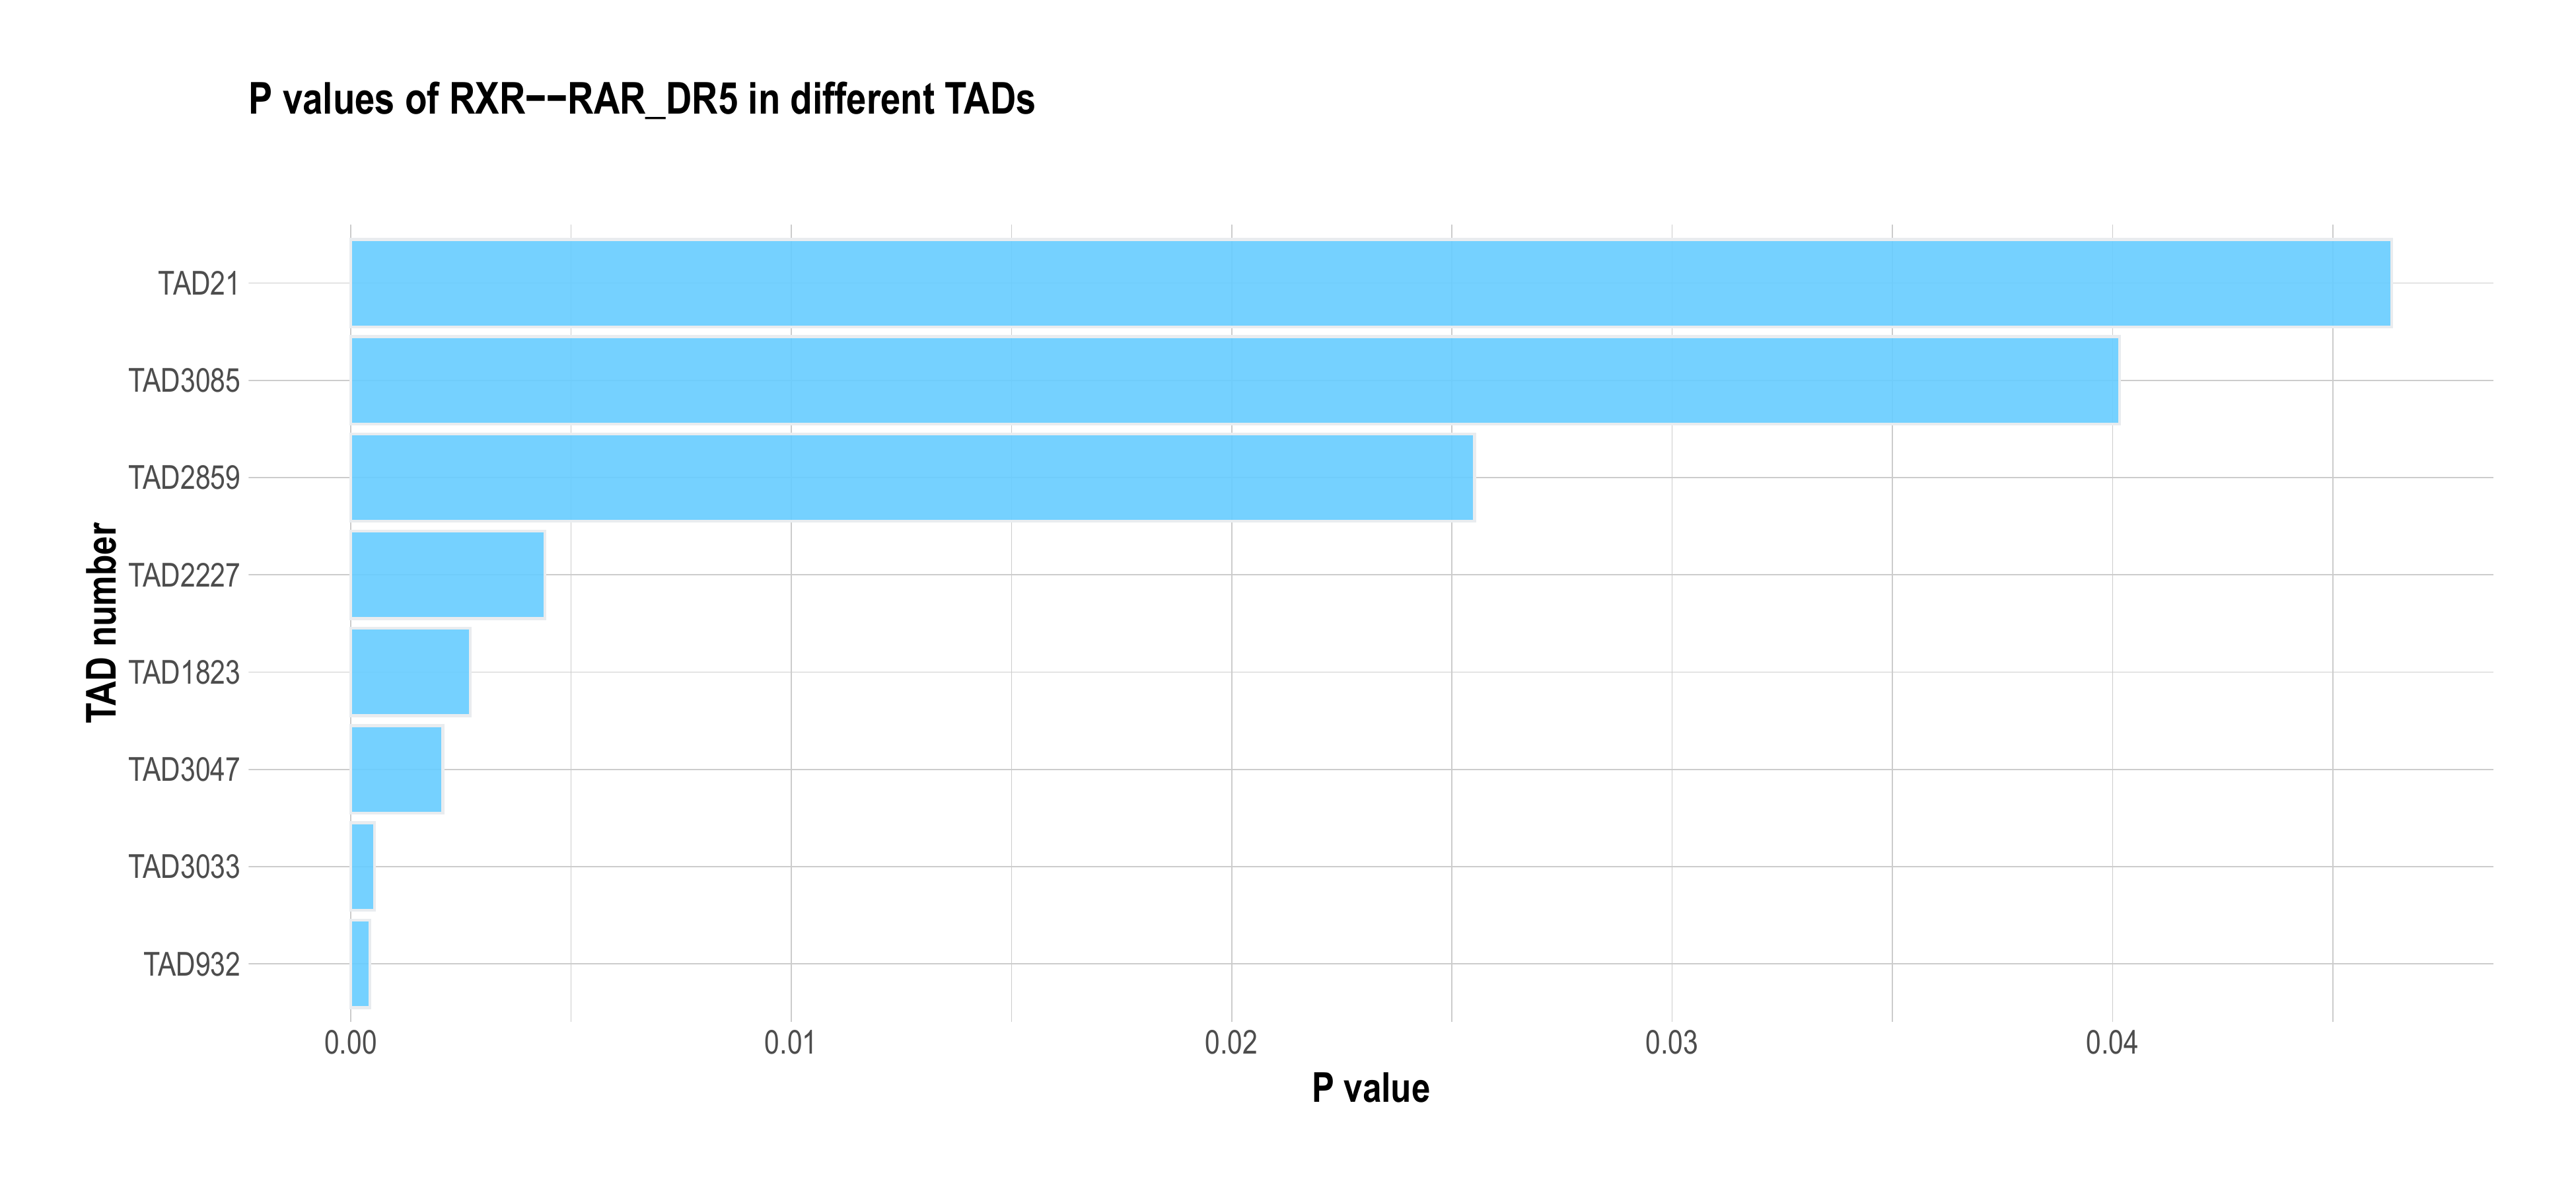 P values of RXR−−RAR_DR5 in different TADs
TAD number
TAD21
TAD3085
TAD2859
TAD2227
TAD1823
TAD3047
TAD3033
TAD932
0.00 0.01 0.02 0.03 0.04
P value